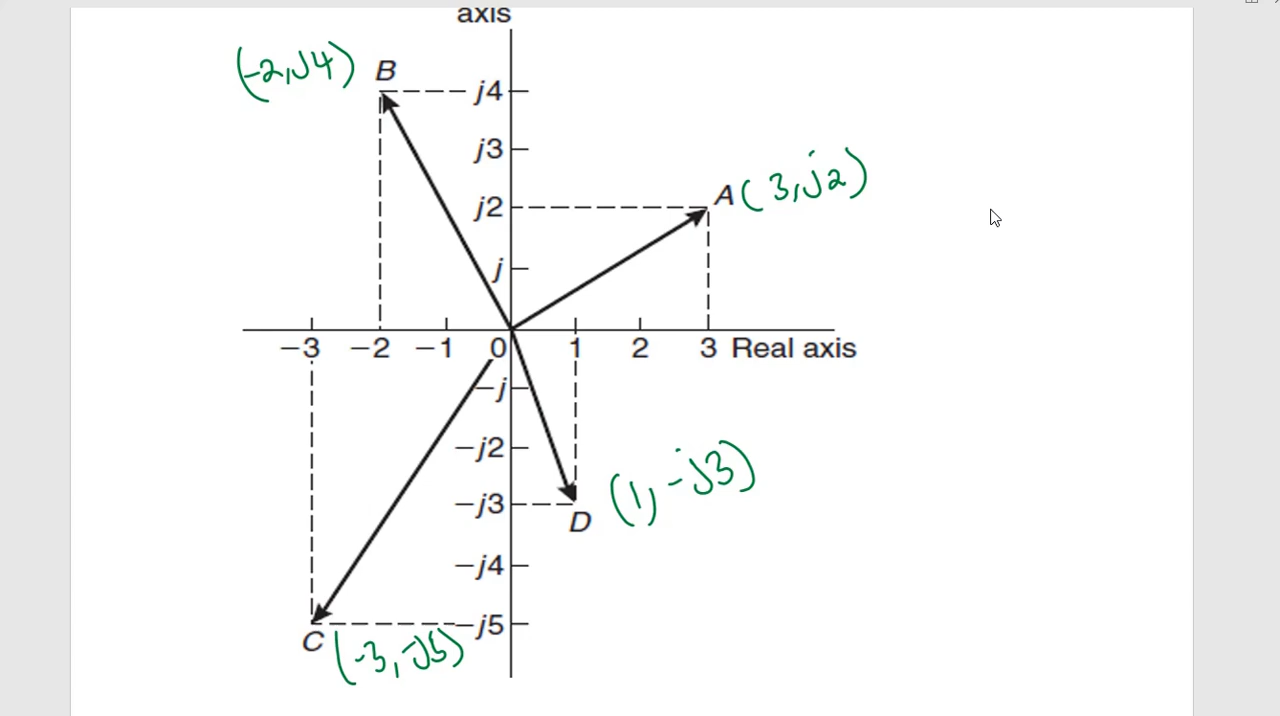 axis
(-2, j4) B
j4
j3
A (3, j2)
j2
j
−3 −2 −1 0 1 2 3 Real axis
−j
−j2
(1, -j3)
−j3
D
−j4
−j5
C (-3, -j5)